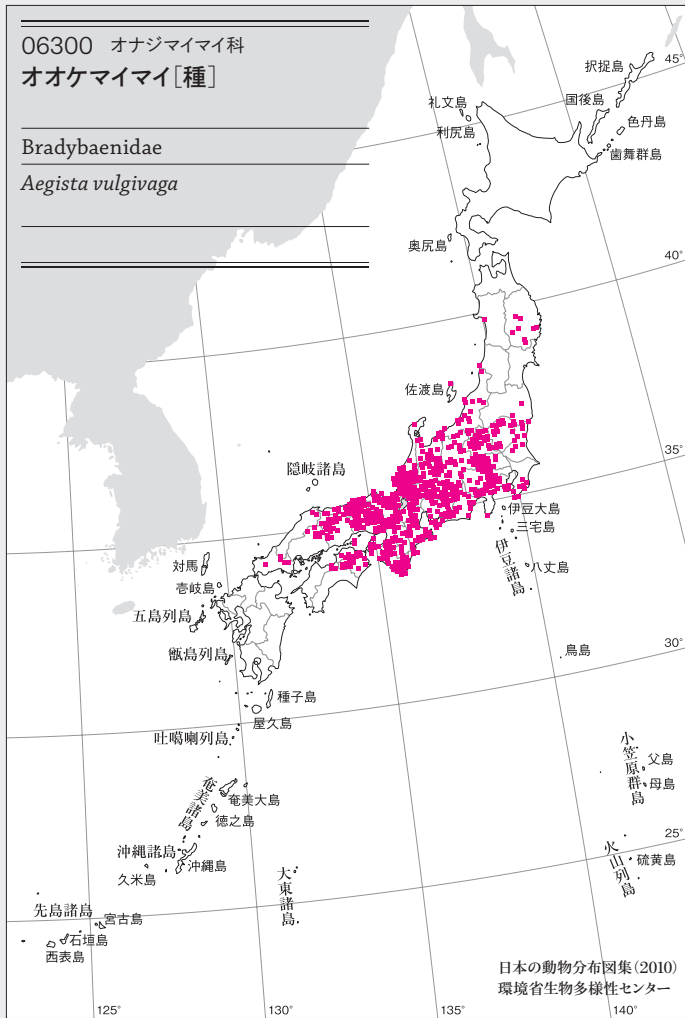 06300 オナジマイマイ科
オオケマイマイ［種］
Bradybaenidae
Aegista vulgivaga
45°
択捉島
国後島
礼文島
色丹島
利尻島
歯舞群島
奥尻島
40°
佐渡島
35°
隠岐諸島
伊豆大島
三宅島
伊豆諸島
八丈島
対馬
壱岐島
五島列島
甑島列島
鳥島
30°
種子島
屋久島
吐噶喇列島
小笠原群島
父島
母島
奄美諸島
奄美大島
徳之島
25°
沖縄諸島
沖縄島
久米島
火山列島
硫黄島
大東諸島
先島諸島
宮古島
石垣島
西表島
日本の動物分布図集(2010)
環境省生物多様性センター
125°
130°
135°
140°